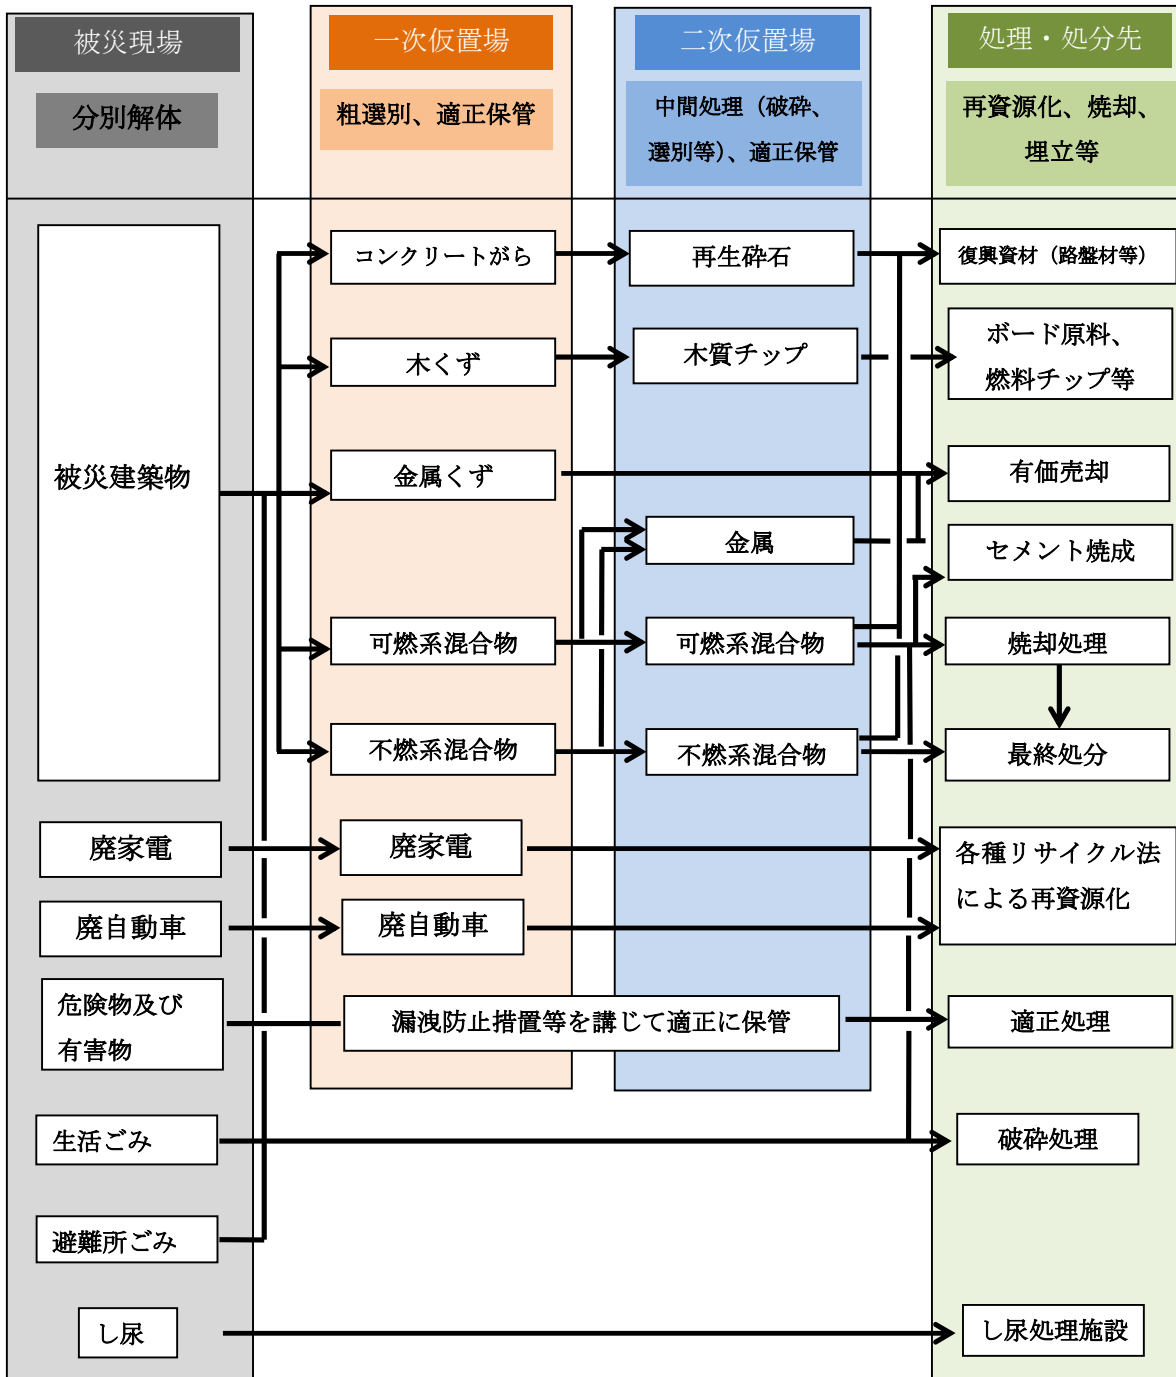 被災現場
一次仮置場
二次仮置場
処理・処分先
分別解体
粗選別、適正保管
中間処理（破砕、
選別等）、適正保管
再資源化、焼却、
埋立等
被災建築物
コンクリートがら
再生砕石
復興資材（路盤材等）
木くず
木質チップ
ボード原料、
燃料チップ等
金属くず
有価売却
金属
セメント焼成
可燃系混合物
可燃系混合物
焼却処理
不燃系混合物
不燃系混合物
最終処分
廃家電
廃家電
各種リサイクル法
による再資源化
廃自動車
廃自動車
危険物及び
有害物
漏洩防止措置等を講じて適正に保管
適正処理
生活ごみ
破砕処理
避難所ごみ
し尿
し尿処理施設